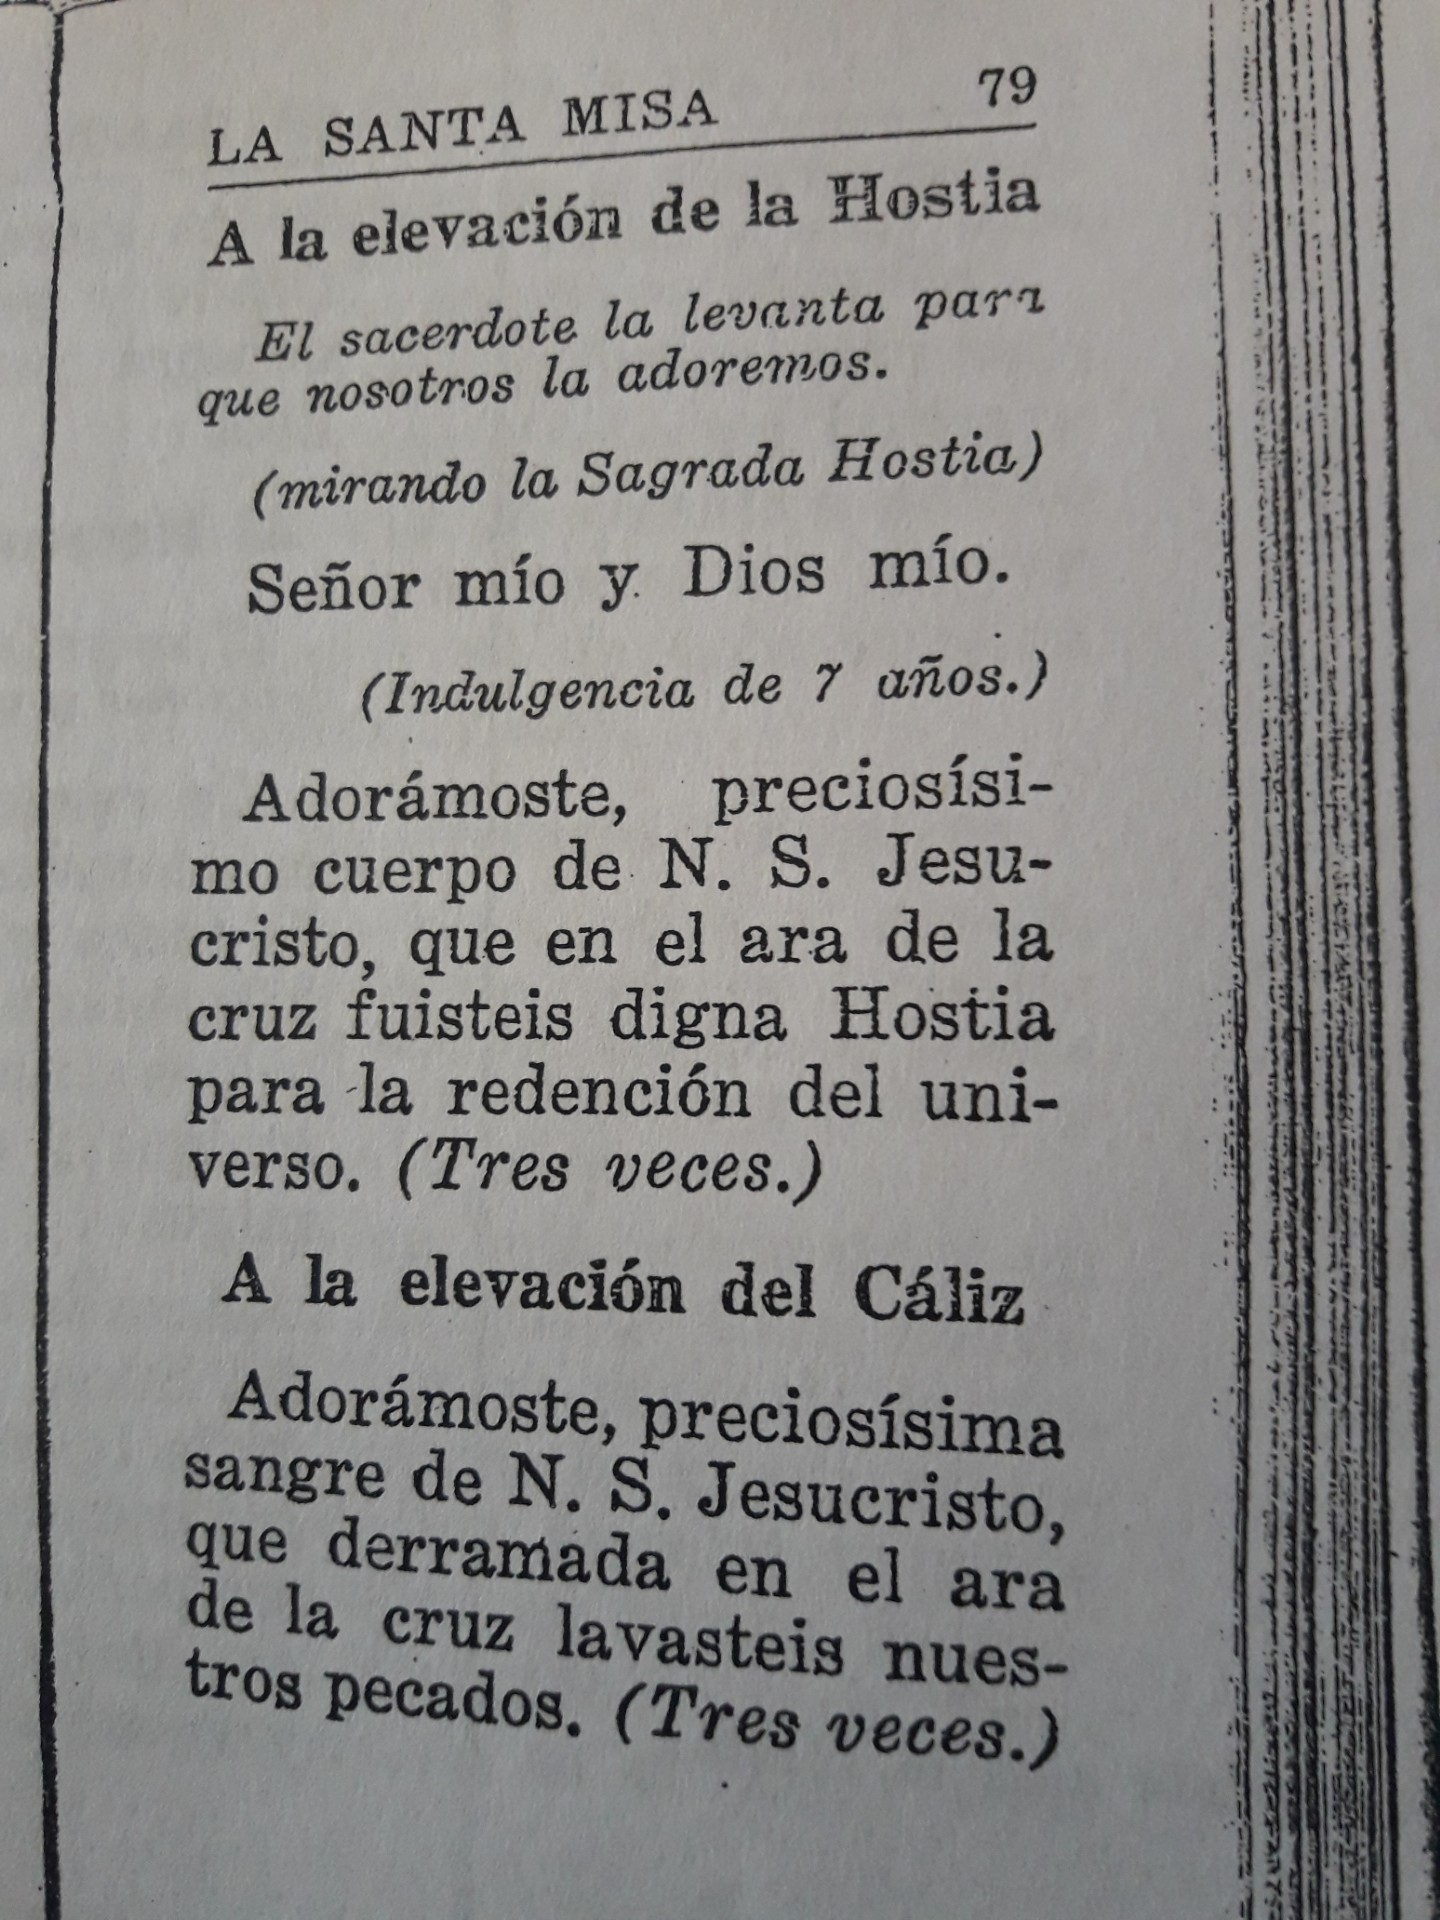 LA SANTA MISA 79
A la elevación de la Hostia
El sacerdote la levanta para
que nosotros la adoremos.
(mirando la Sagrada Hostia)
Señor mío y Dios mío.
(Indulgencia de 7 años.)
Adorámoste, preciosísi-
mo cuerpo de N. S. Jesu-
cristo, que en el ara de la
cruz fuisteis digna Hostia
para la redención del uni-
verso. (Tres veces.)
A la elevación del Cáliz
Adorámoste, preciosísima
sangre de N. S. Jesucristo,
que derramada en el ara
de la cruz lavasteis nues-
tros pecados. (Tres veces.)